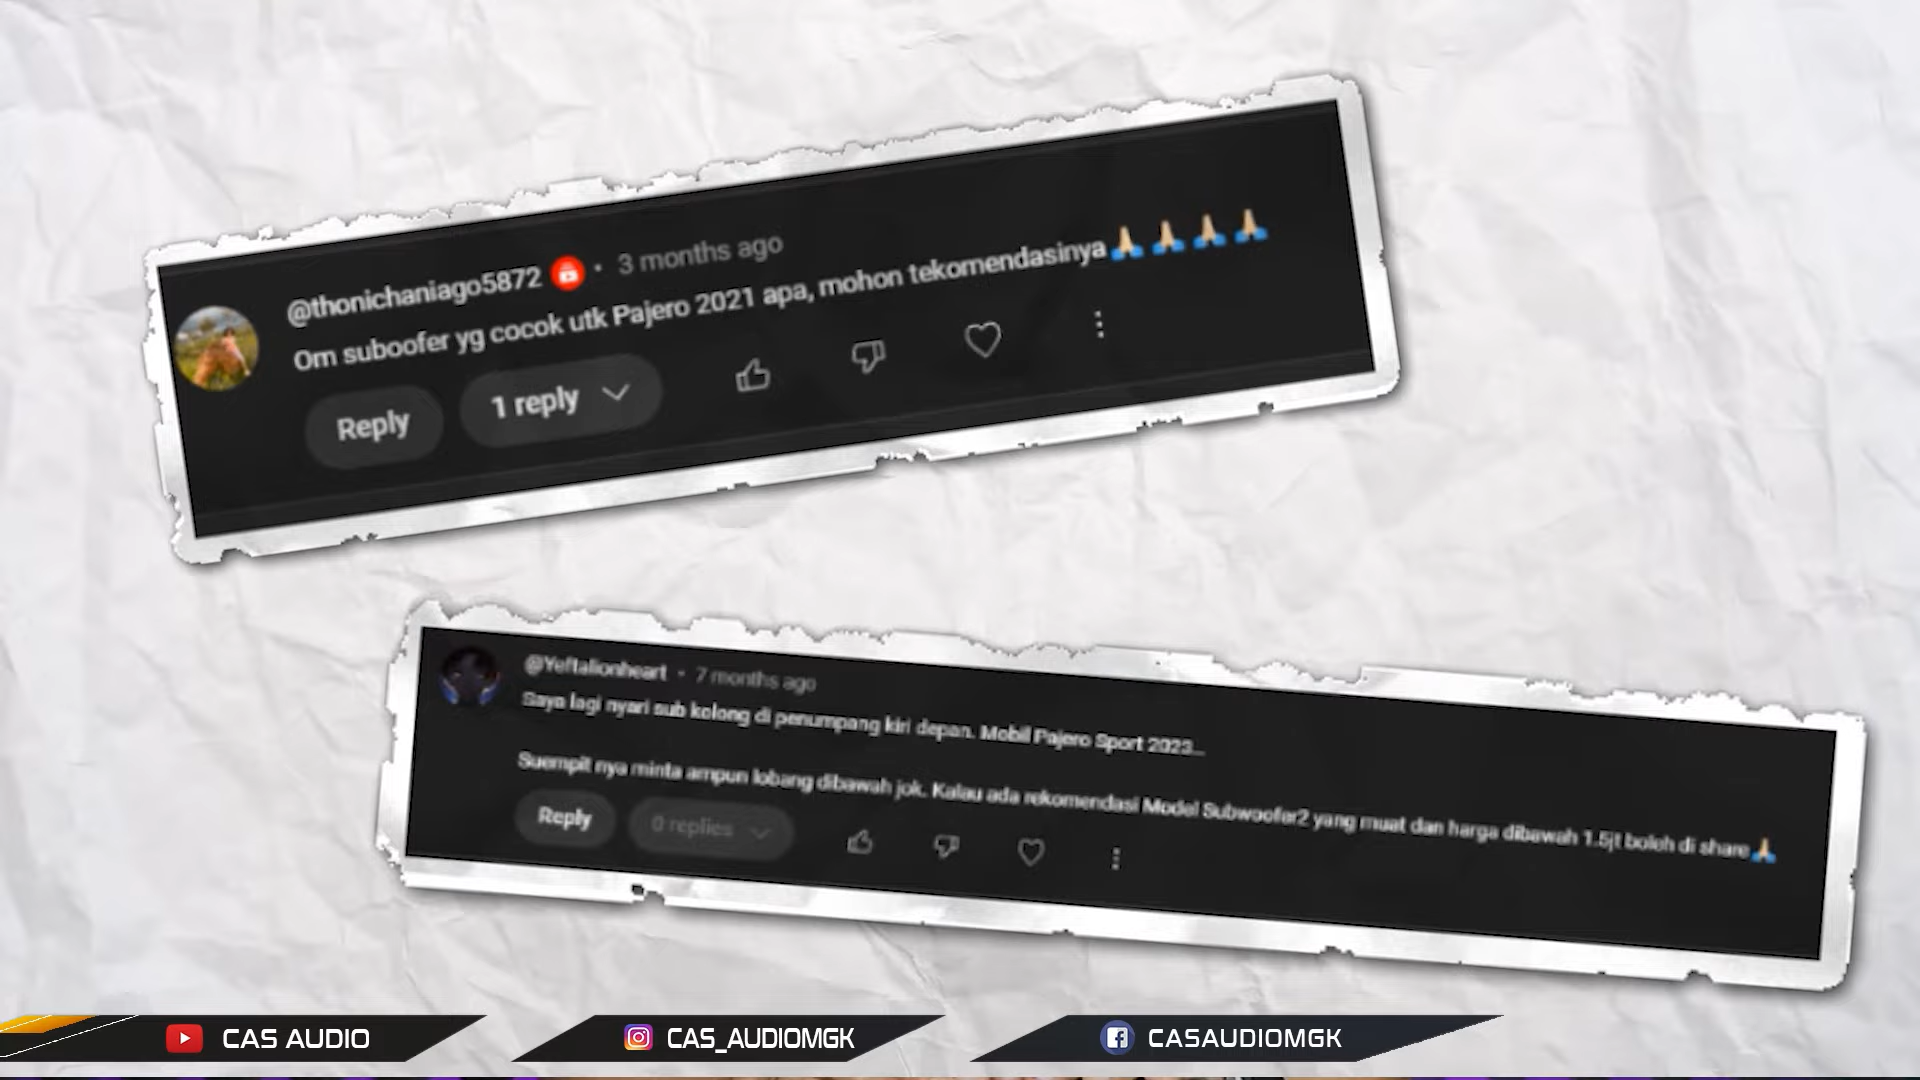 @thonichaniago5872 · 3 months ago
Om suboofer yg cocok utk Pajero 2021 apa, mohon tekomendasinya🙏🏼🙏🏼🙏🏼🙏🏼
Reply 1 reply
@Yeftalionheart · 7 months ago
Saya lagi nyari sub kolong di penumpang kiri depan. Mobil Pajero Sport 2023...
Suempit nya minta ampun lobang dibawah jok. Kalau ada rekomendasi Model Subwoofer2 yang muat dan harga dibawah 1.5jt boleh di share🙏🏼
Reply 0 replies
CAS AUDIO CAS_AUDIOMGK CASAUDIOMGK